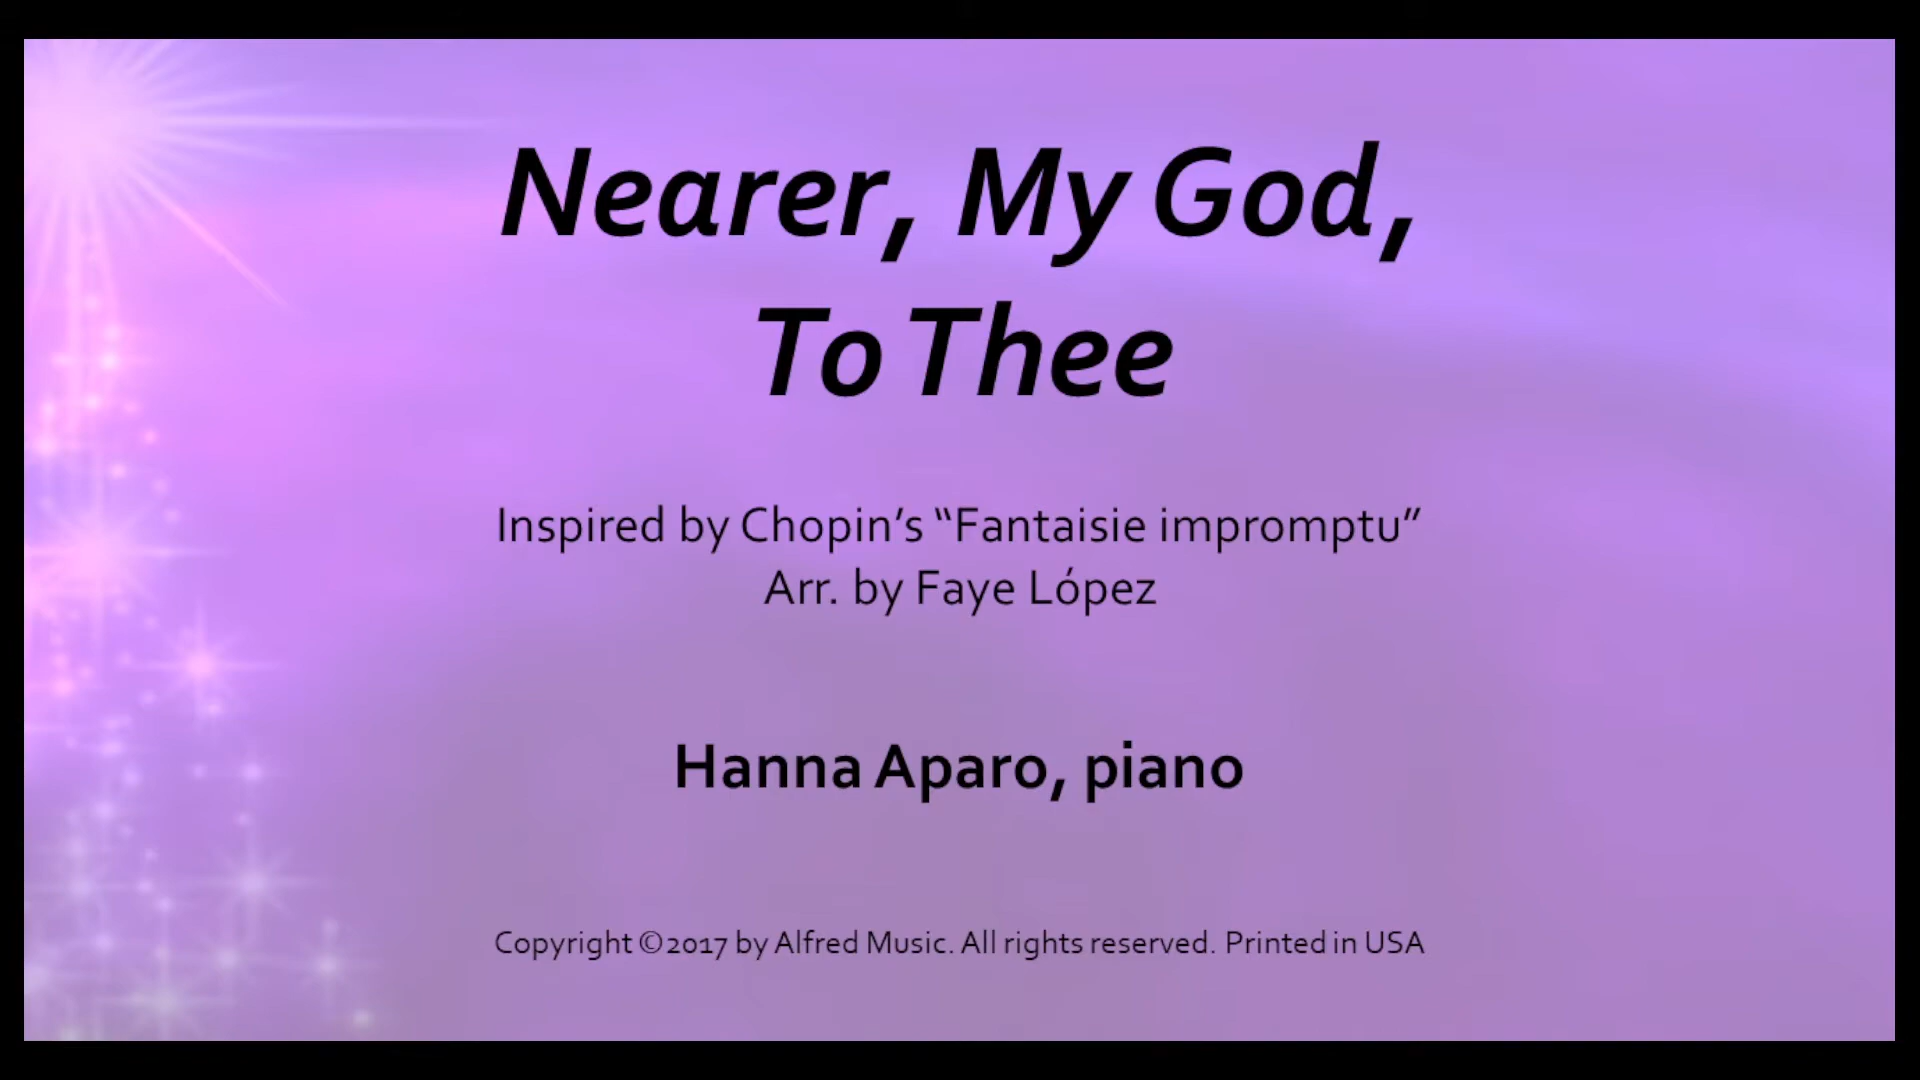 Nearer, My God,
To Thee
Inspired by Chopin’s “Fantaisie impromptu”
Arr. by Faye López
Hanna Aparo, piano
Copyright ©2017 by Alfred Music. All rights reserved. Printed in USA